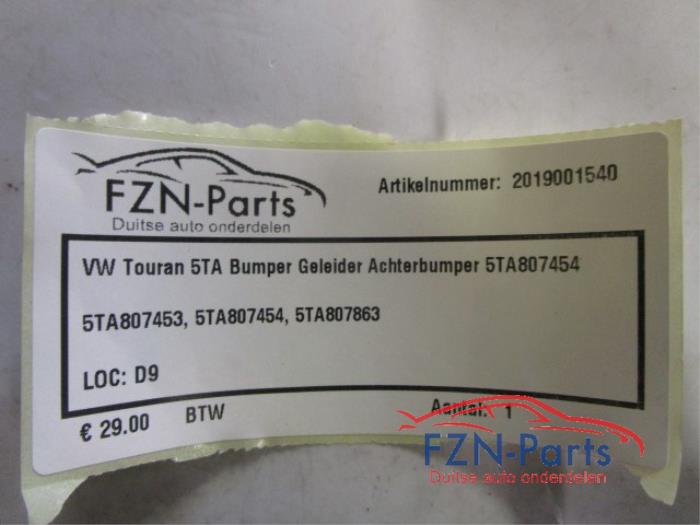 FZN-Parts
Duitse auto onderdelen
Artikelnummer: 2019001540
VW Touran 5TA Bumper Geleider Achterbumper 5TA807454
5TA807453, 5TA807454, 5TA807863
LOC: D9
€ 29.00 BTW
Aantal: 1
FZN-Parts
Duitse auto onderdelen